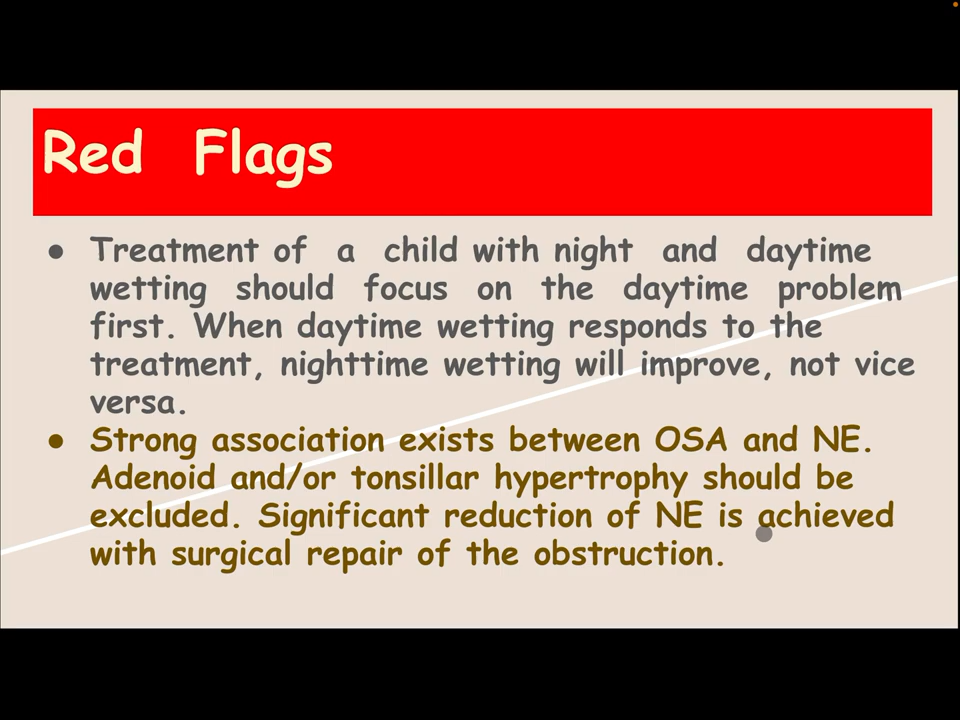 Red Flags
● Treatment of a child with night and daytime
wetting should focus on the daytime problem
first. When daytime wetting responds to the
treatment, nighttime wetting will improve, not vice
versa.
● Strong association exists between OSA and NE.
Adenoid and/or tonsillar hypertrophy should be
excluded. Significant reduction of NE is achieved
with surgical repair of the obstruction.